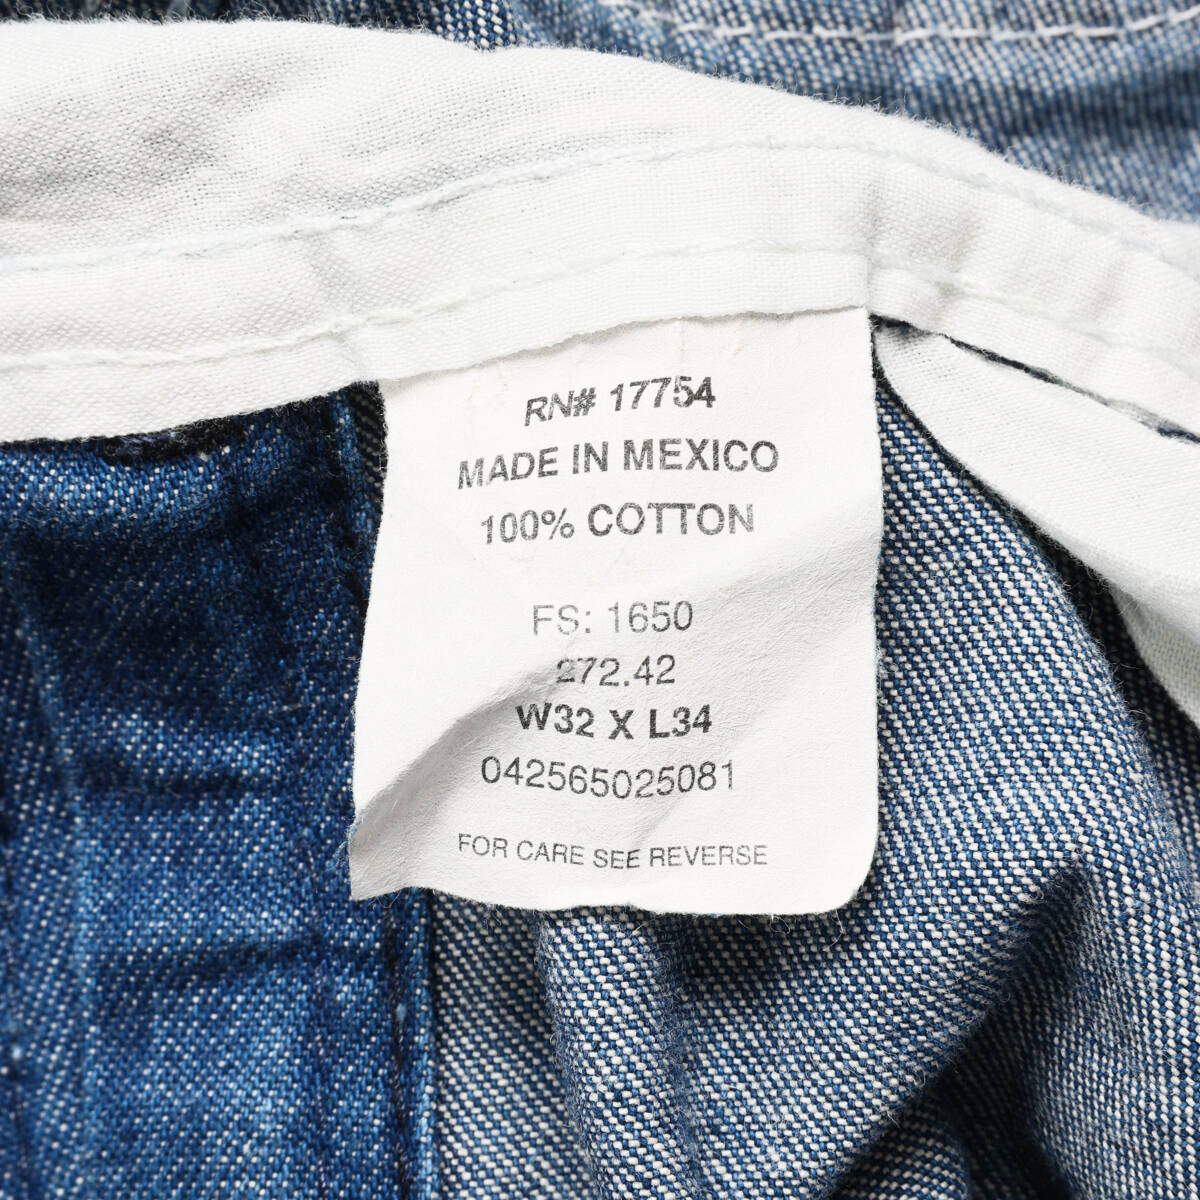 RN# 17754
MADE IN MEXICO
100% COTTON
FS: 1650
272.42
W32 X L34
042565025081
FOR CARE SEE REVERSE